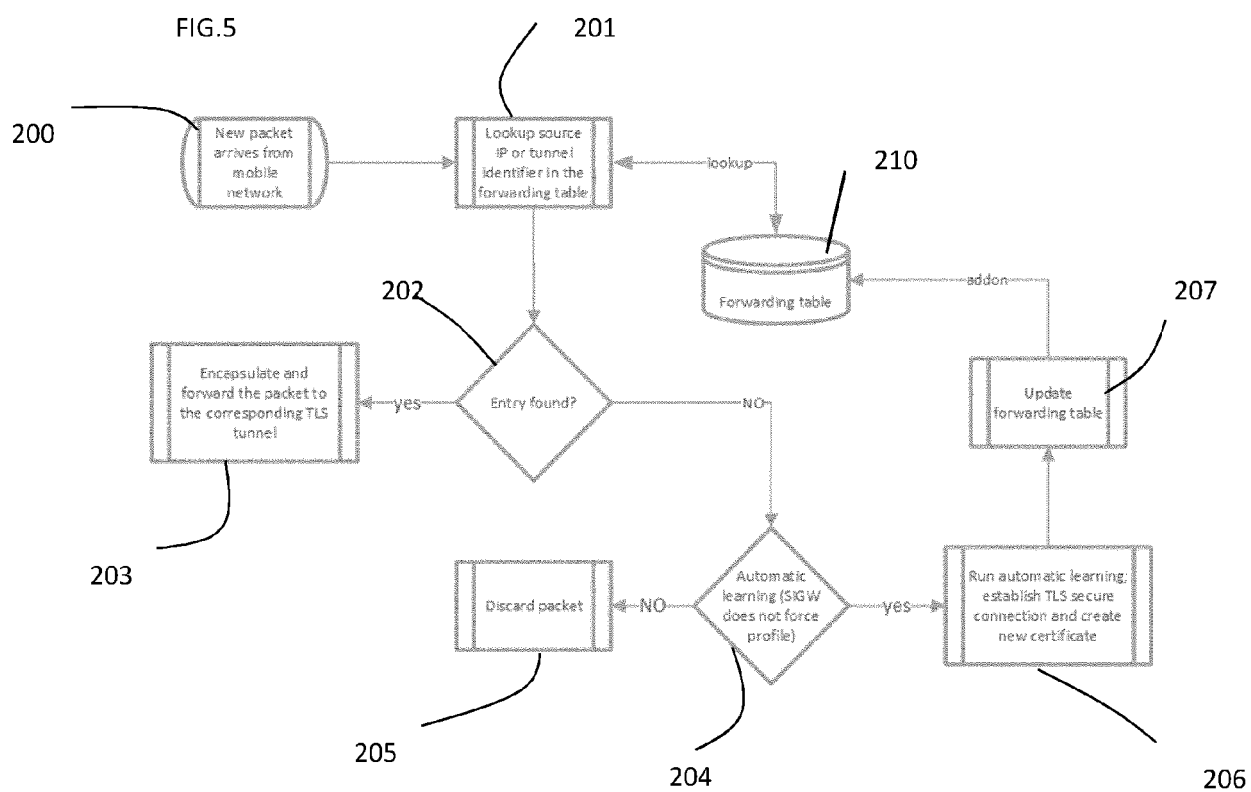 FIG.5
201
200
New packet
arrives from
mobile
network
Lookup source
IP or tunnel
identifier in the
forwarding table
lookup
210
Forwarding table
addon
207
202
Encapsulate and
forward the packet to
the corresponding TLS
tunnel
yes
Entry found?
NO
Update
forwarding table
203
Discard packet
NO
Automatic
learning (SIGW
does not force
profile)
yes
Run automatic learning;
establish TLS secure
connection and create
new certificate
205
204
206